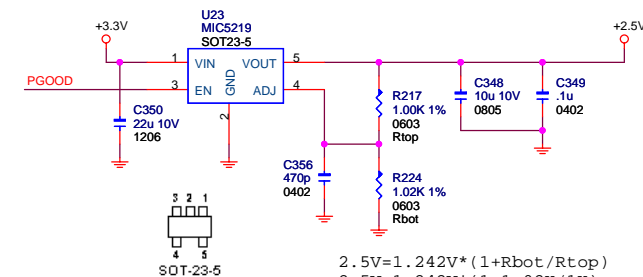 +3.3V
U23
MIC5219
SOT23-5
+2.5V
1
VIN
VOUT
5
PGOOD
3
EN
GND
ADJ
4
2
C350
22u 10V
1206
R217
1.00K 1%
0603
Rtop
C348
10u 10V
0805
C349
.1u
0402
C356
470p
0402
R224
1.02K 1%
0603
Rbot
3 2 1
4 5
SOT-23-5
2.5V=1.242V*(1+Rbot/Rtop)